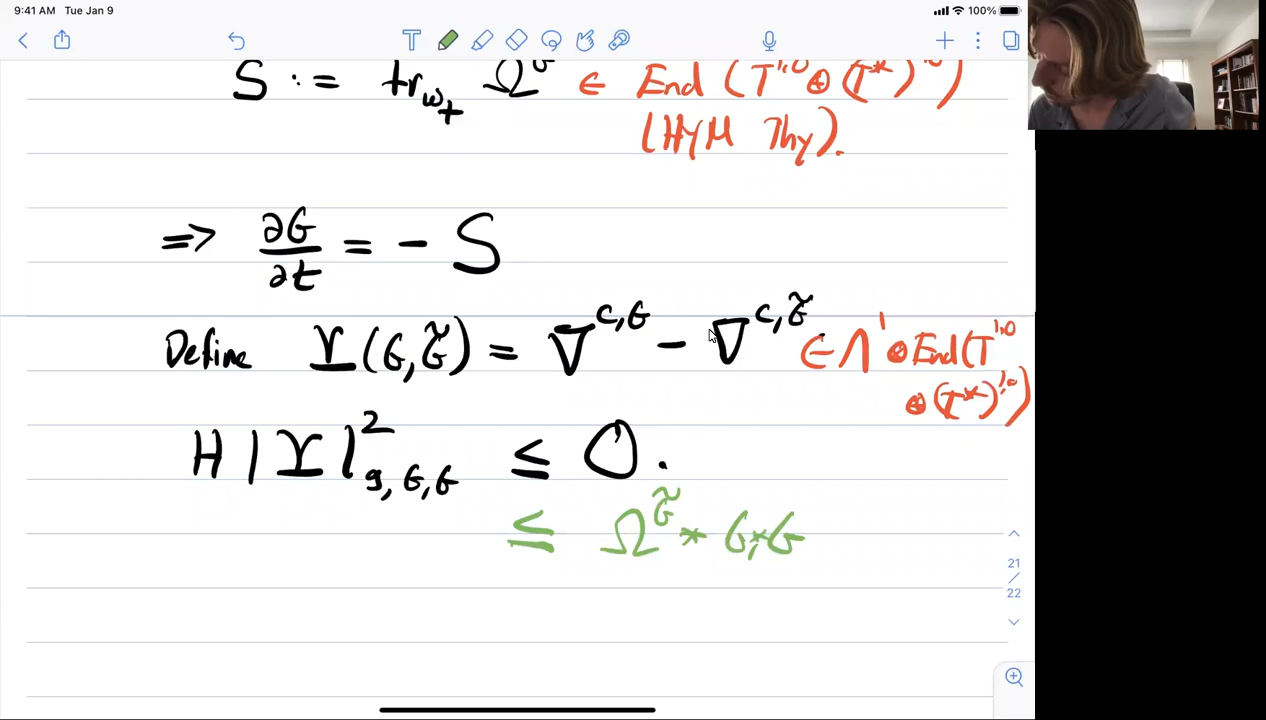 9:41 AM Tue Jan 9 100%
S := tr_{ω_t} Ω^G ∈ End (T^{1,0} ⊕ (T*)^{1,0})
(HYM Thy).
⇒ ∂G/∂t = - S
Define Υ(G, G̃) = ∇^{C,G} - ∇^{C,G̃} ∈ Λ^1 ⊗ End(T^{1,0}
⊕ (T*)^{1,0})
H |Υ|^2_{g,G,G} ≤ 0.
≤ Ω^{G̃} * G * G
21
/
22